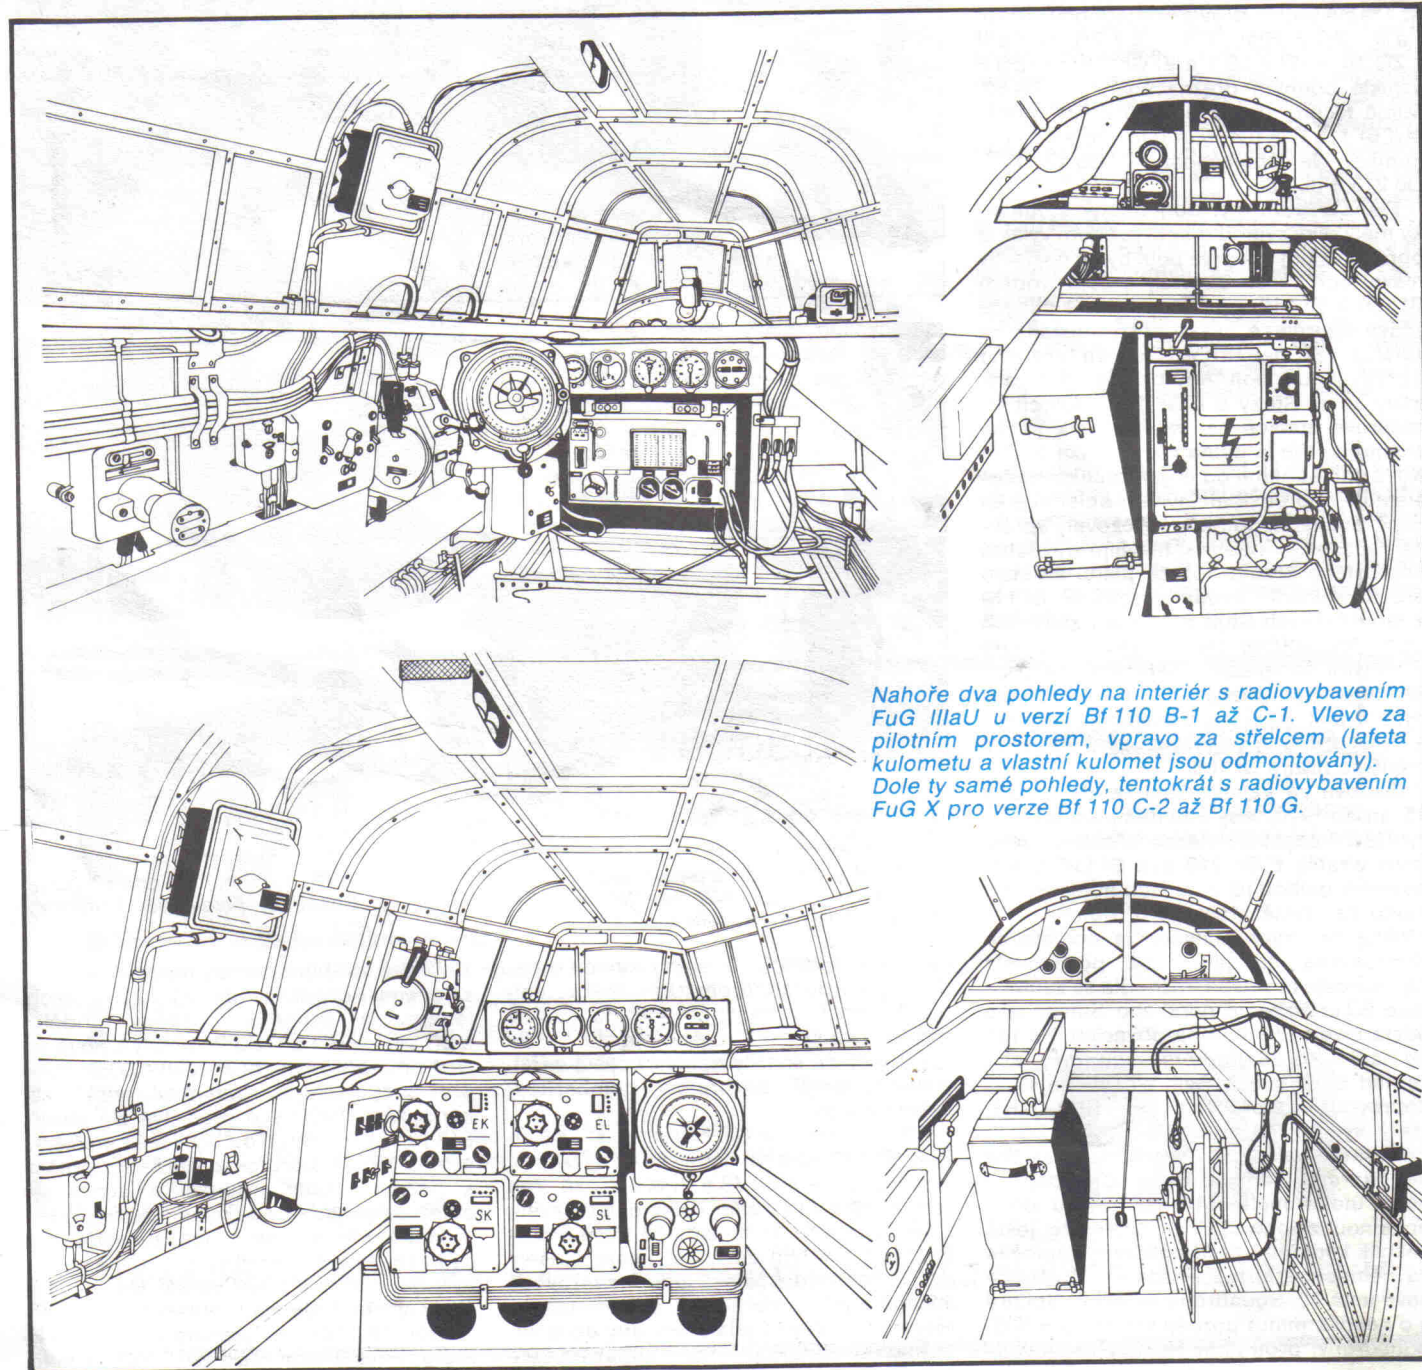 Nahoře dva pohledy na interiér s radiovybavením
FuG IIIaU u verzí Bf 110 B-1 až C-1. Vlevo za
pilotním prostorem, vpravo za střelcem (lafeta
kulometu a vlastní kulomet jsou odmontovány).
Dole ty samé pohledy, tentokrát s radiovybavením
FuG X pro verze Bf 110 C-2 až Bf 110 G.
EK
EL
SK
SL